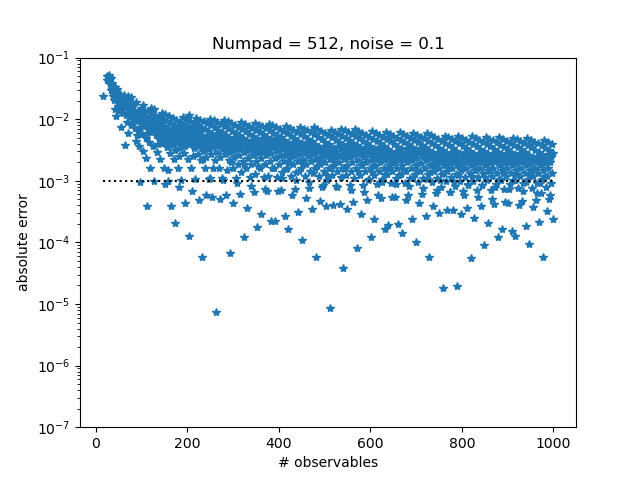 Numpad = 512, noise = 0.1
10⁻¹
10⁻²
10⁻³
10⁻⁴
10⁻⁵
10⁻⁶
10⁻⁷
absolute error
0 200 400 600 800 1000
# observables